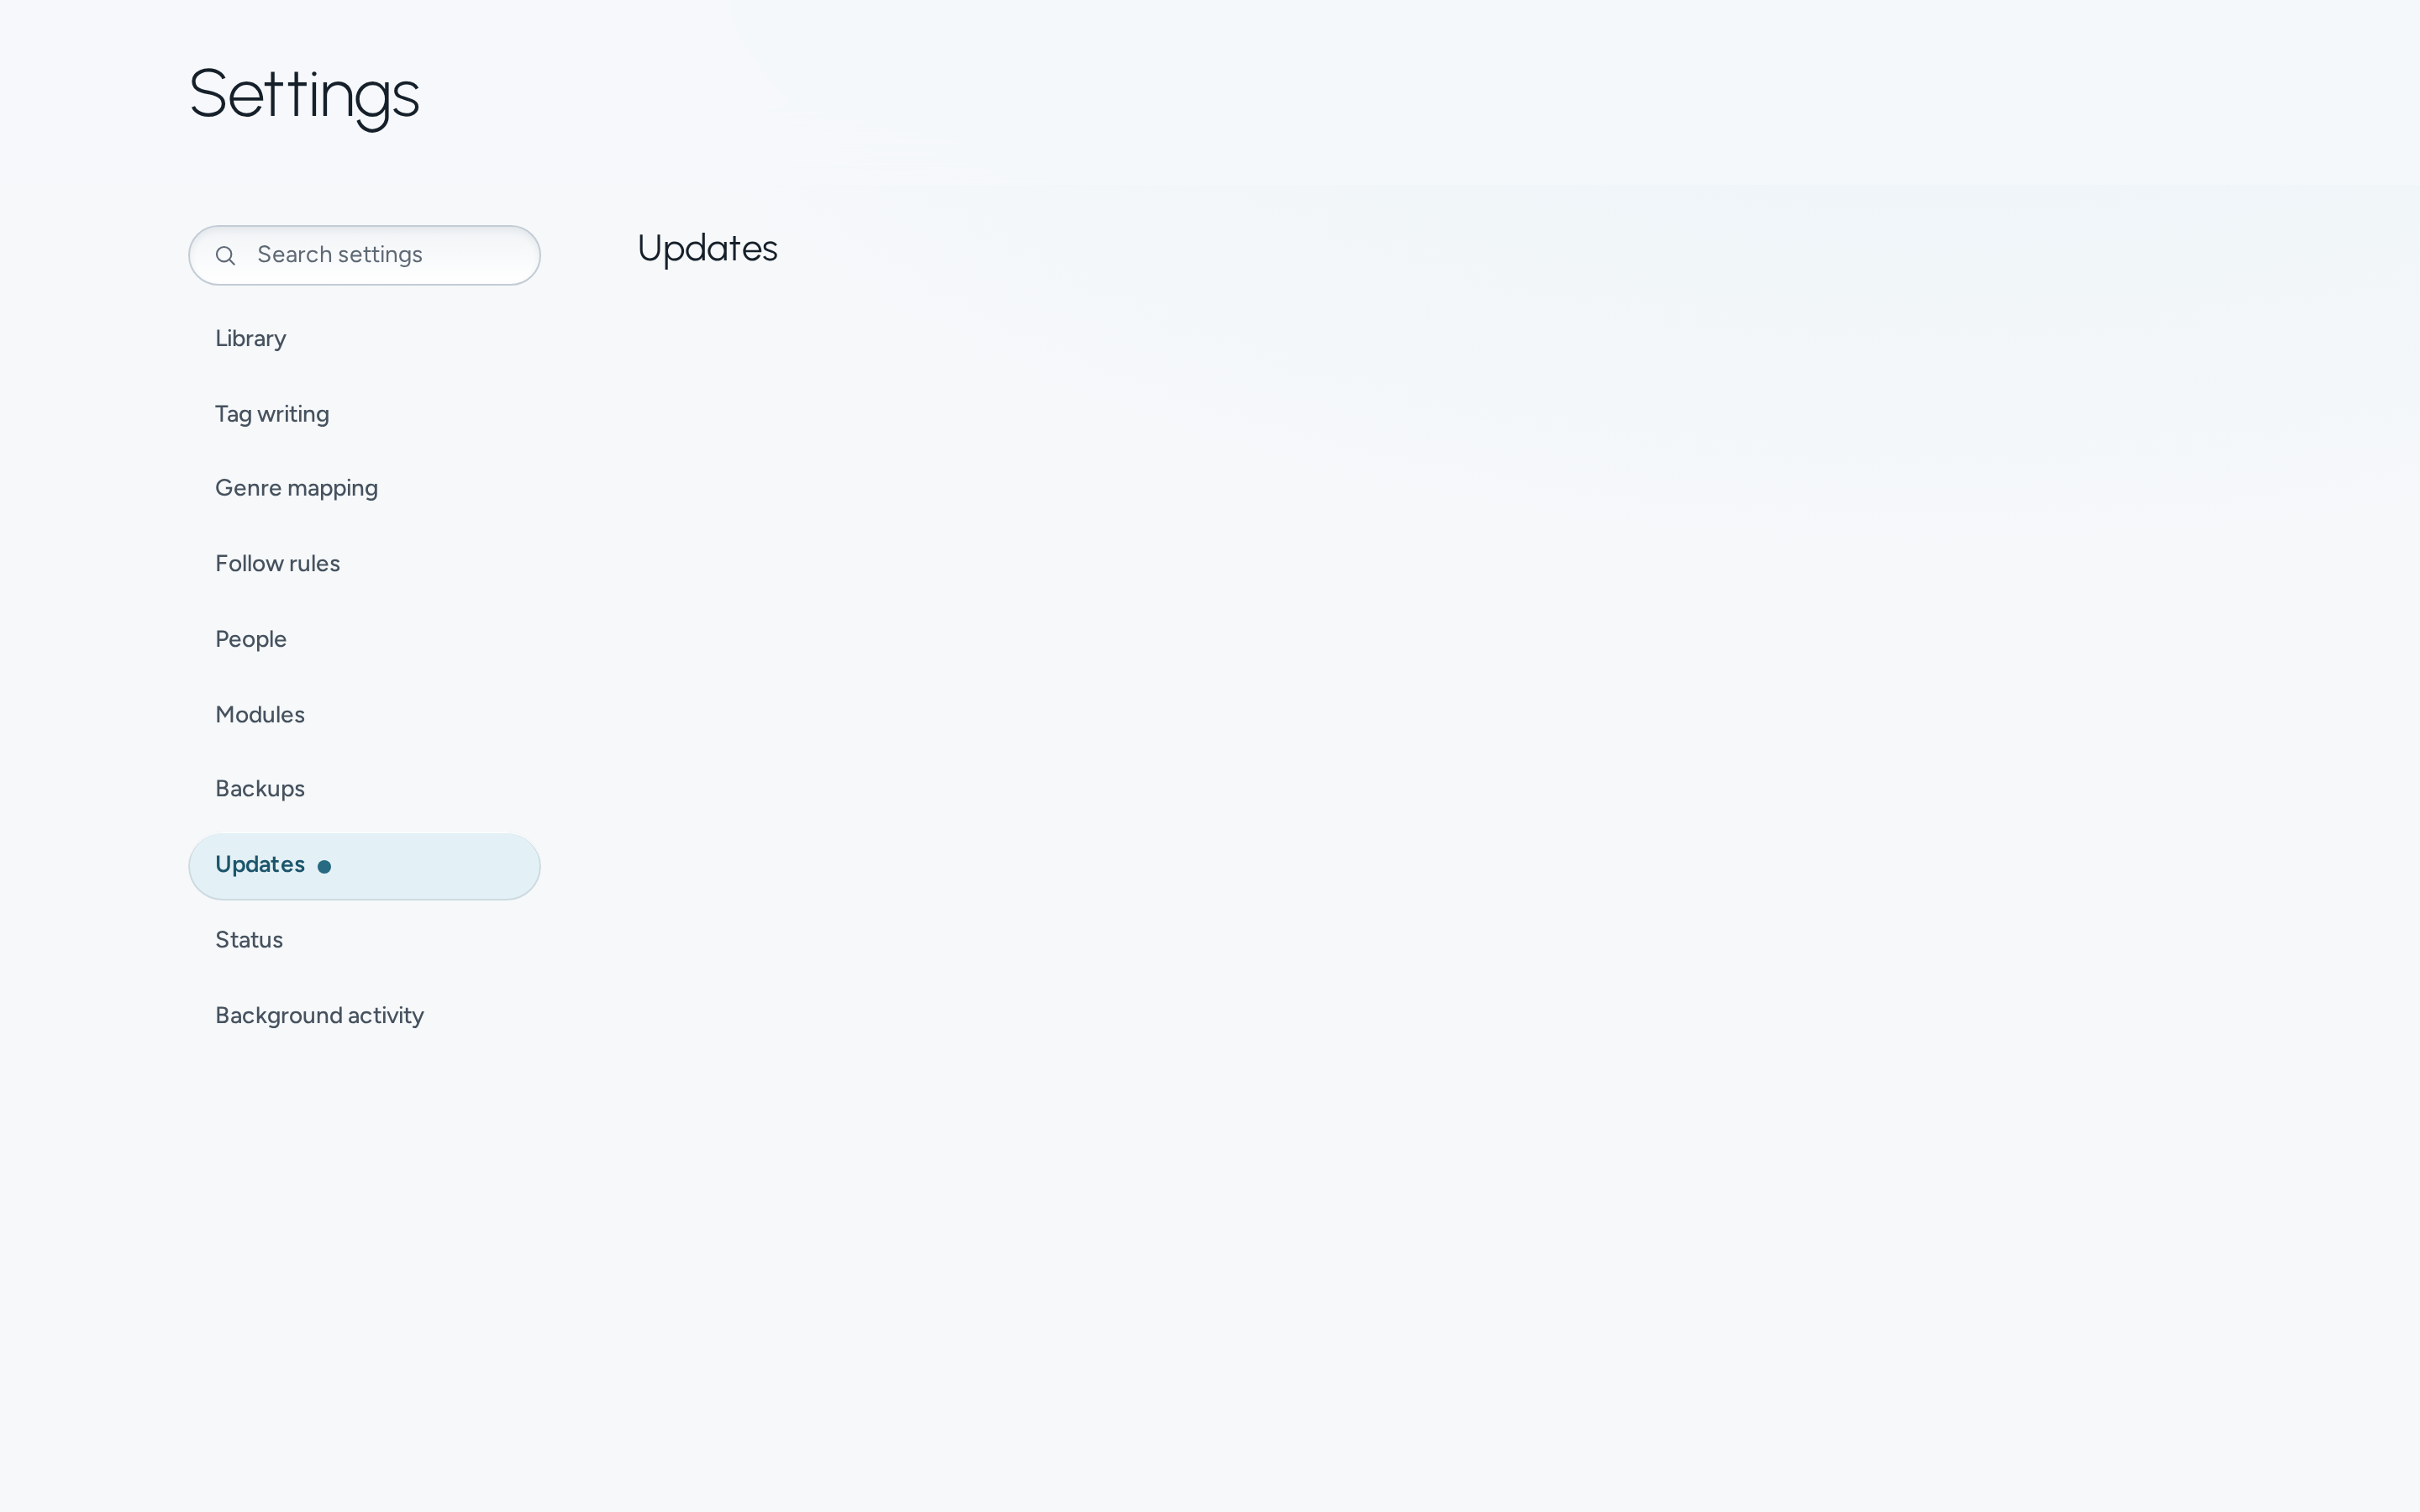 Settings
Search settings
Updates
Library
Tag writing
Genre mapping
Follow rules
People
Modules
Backups
Updates
Status
Background activity